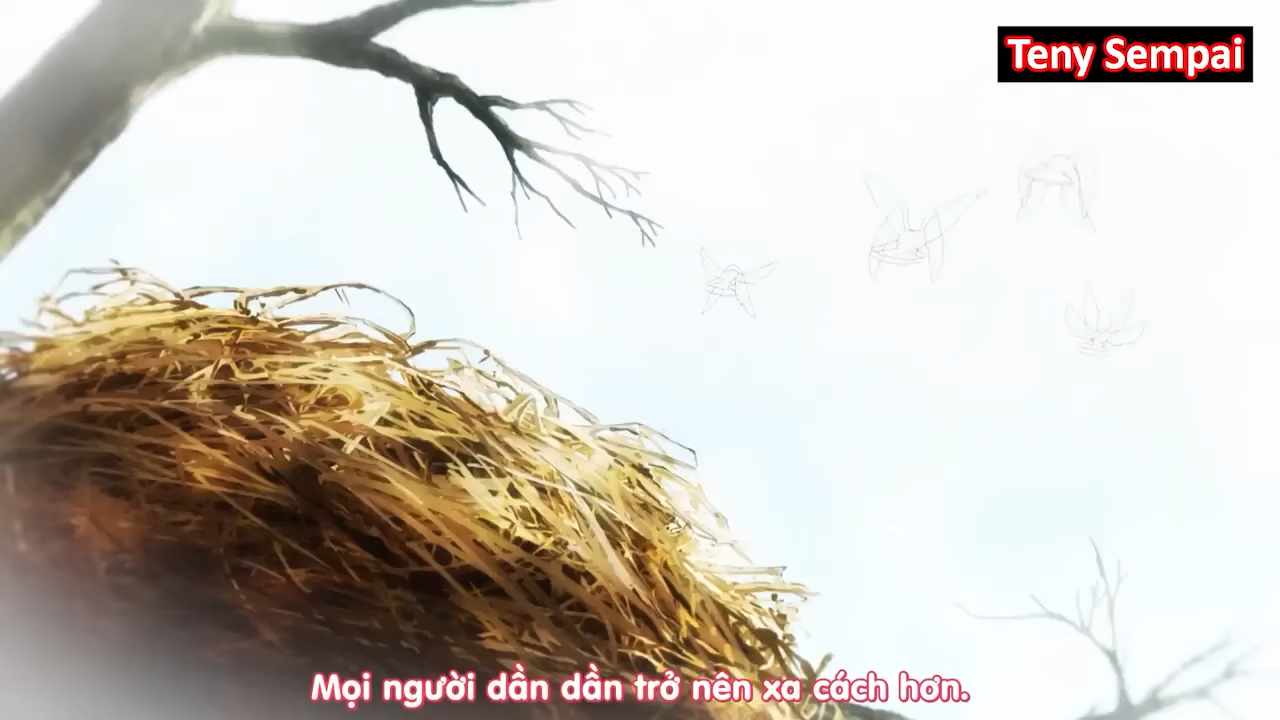 Teny Sempai
Mọi người dần dần trở nên xa cách hơn.